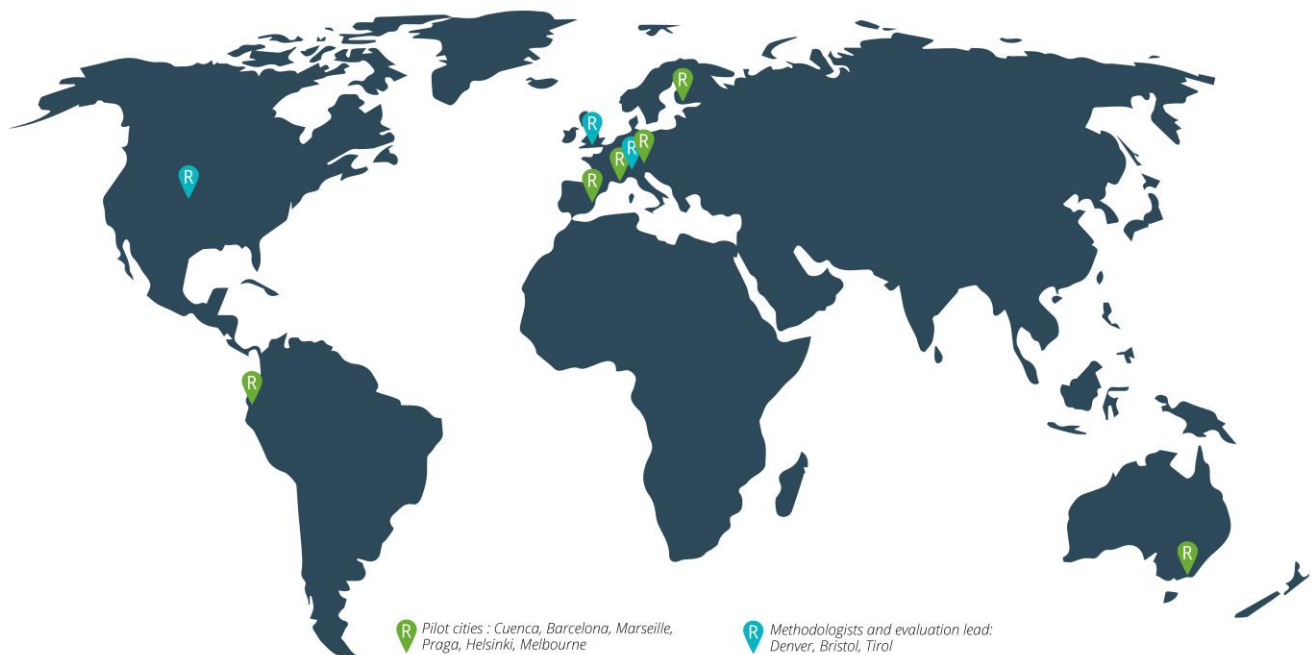 R
R
R
R
R
R
R
R
R
R Pilot cities : Cuenca, Barcelona, Marseille,
Praga, Helsinki, Melbourne
R Methodologists and evaluation lead:
Denver, Bristol, Tirol